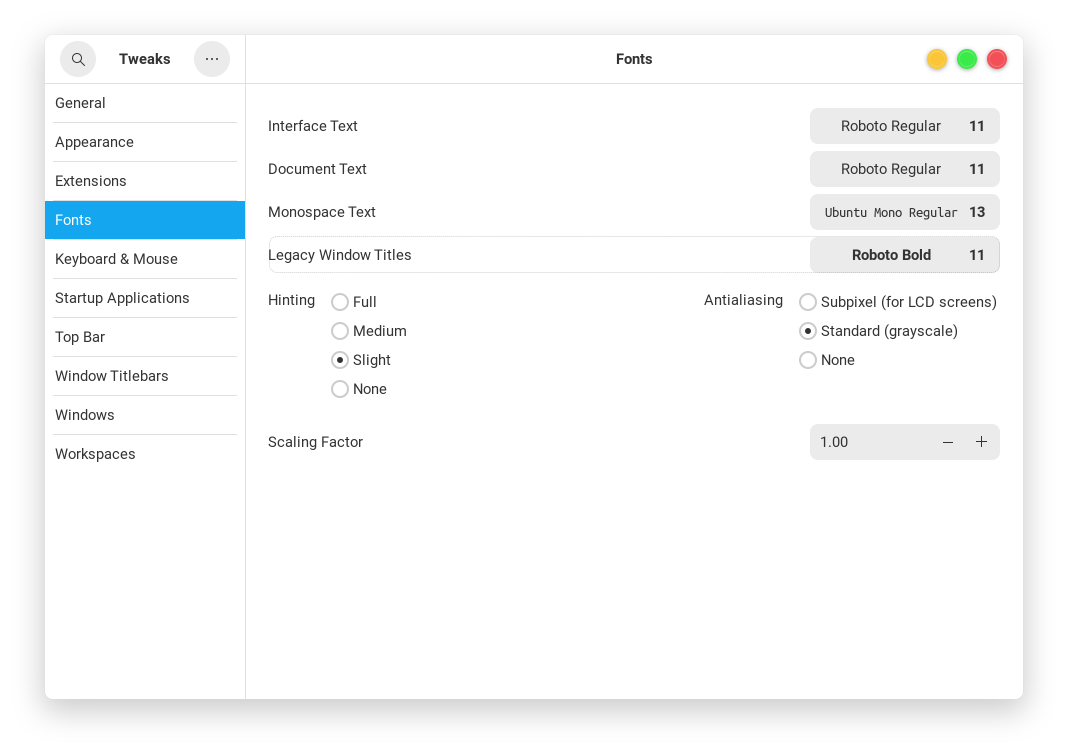 Tweaks
Fonts
General
Appearance
Extensions
Fonts
Keyboard & Mouse
Startup Applications
Top Bar
Window Titlebars
Windows
Workspaces
Interface Text Roboto Regular 11
Document Text Roboto Regular 11
Monospace Text Ubuntu Mono Regular 13
Legacy Window Titles Roboto Bold 11
Hinting
Full
Medium
Slight
None
Antialiasing
Subpixel (for LCD screens)
Standard (grayscale)
None
Scaling Factor 1.00